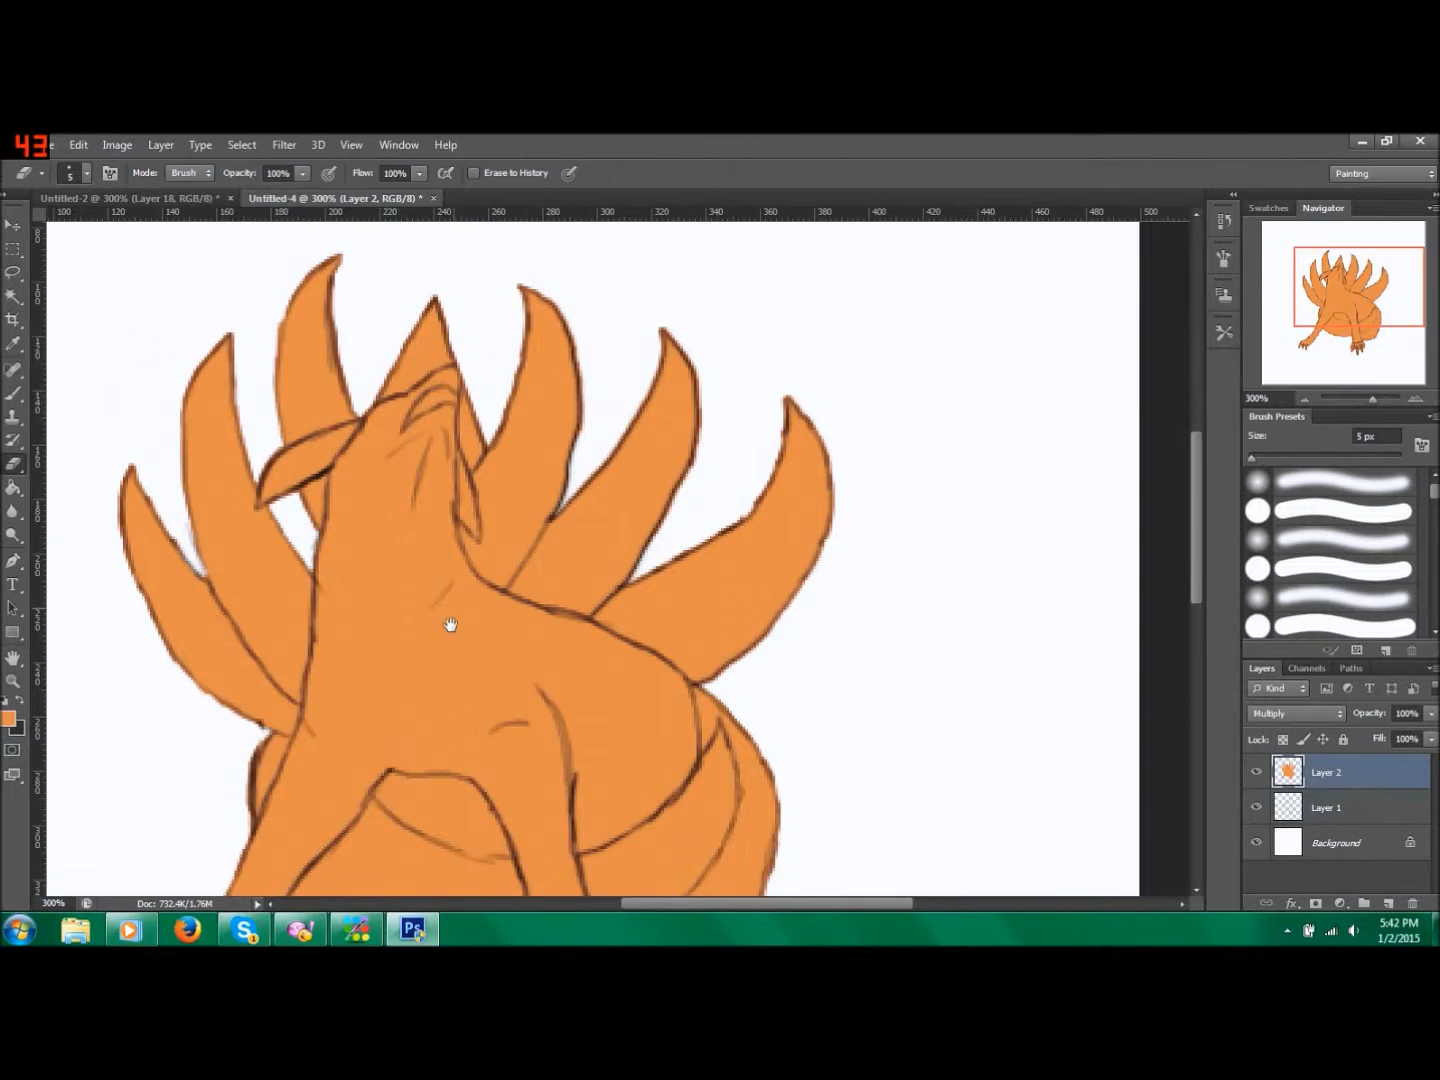 43
Edit Image Layer Type Select Filter 3D View Window Help
5 Mode: Brush Opacity: 100% Flow: 100% Erase to History Painting
Untitled-2 @ 300% (Layer 18, RGB/8) * × Untitled-4 @ 300% (Layer 2, RGB/8) * ×
100 120 140 160 180 200 220 240 260 280 300 320 340 360 380 400 420 440 460 480 500
Swatches Navigator
300%
Brush Presets
Size: 5 px
Layers Channels Paths
Kind
Multiply Opacity: 100%
Lock: Fill: 100%
Layer 2
Layer 1
Background
300% Doc: 732.4K/1.76M
5:42 PM
1/2/2015